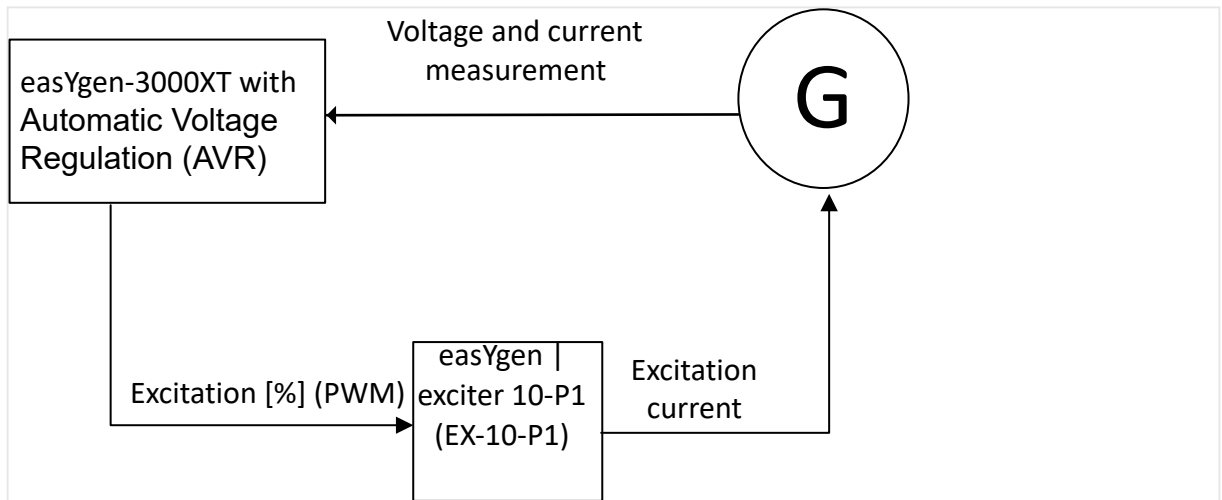 Voltage and current
measurement
G
easYgen-3000XT with
Automatic Voltage
Regulation (AVR)
Excitation [%] (PWM)
easYgen |
exciter 10-P1
(EX-10-P1)
Excitation
current